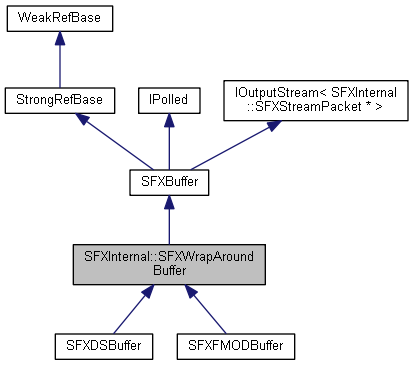 WeakRefBase
StrongRefBase
IPolled
IOutputStream< SFXInternal
::SFXStreamPacket * >
SFXBuffer
SFXInternal::SFXWrapAround
Buffer
SFXDSBuffer
SFXFMODBuffer